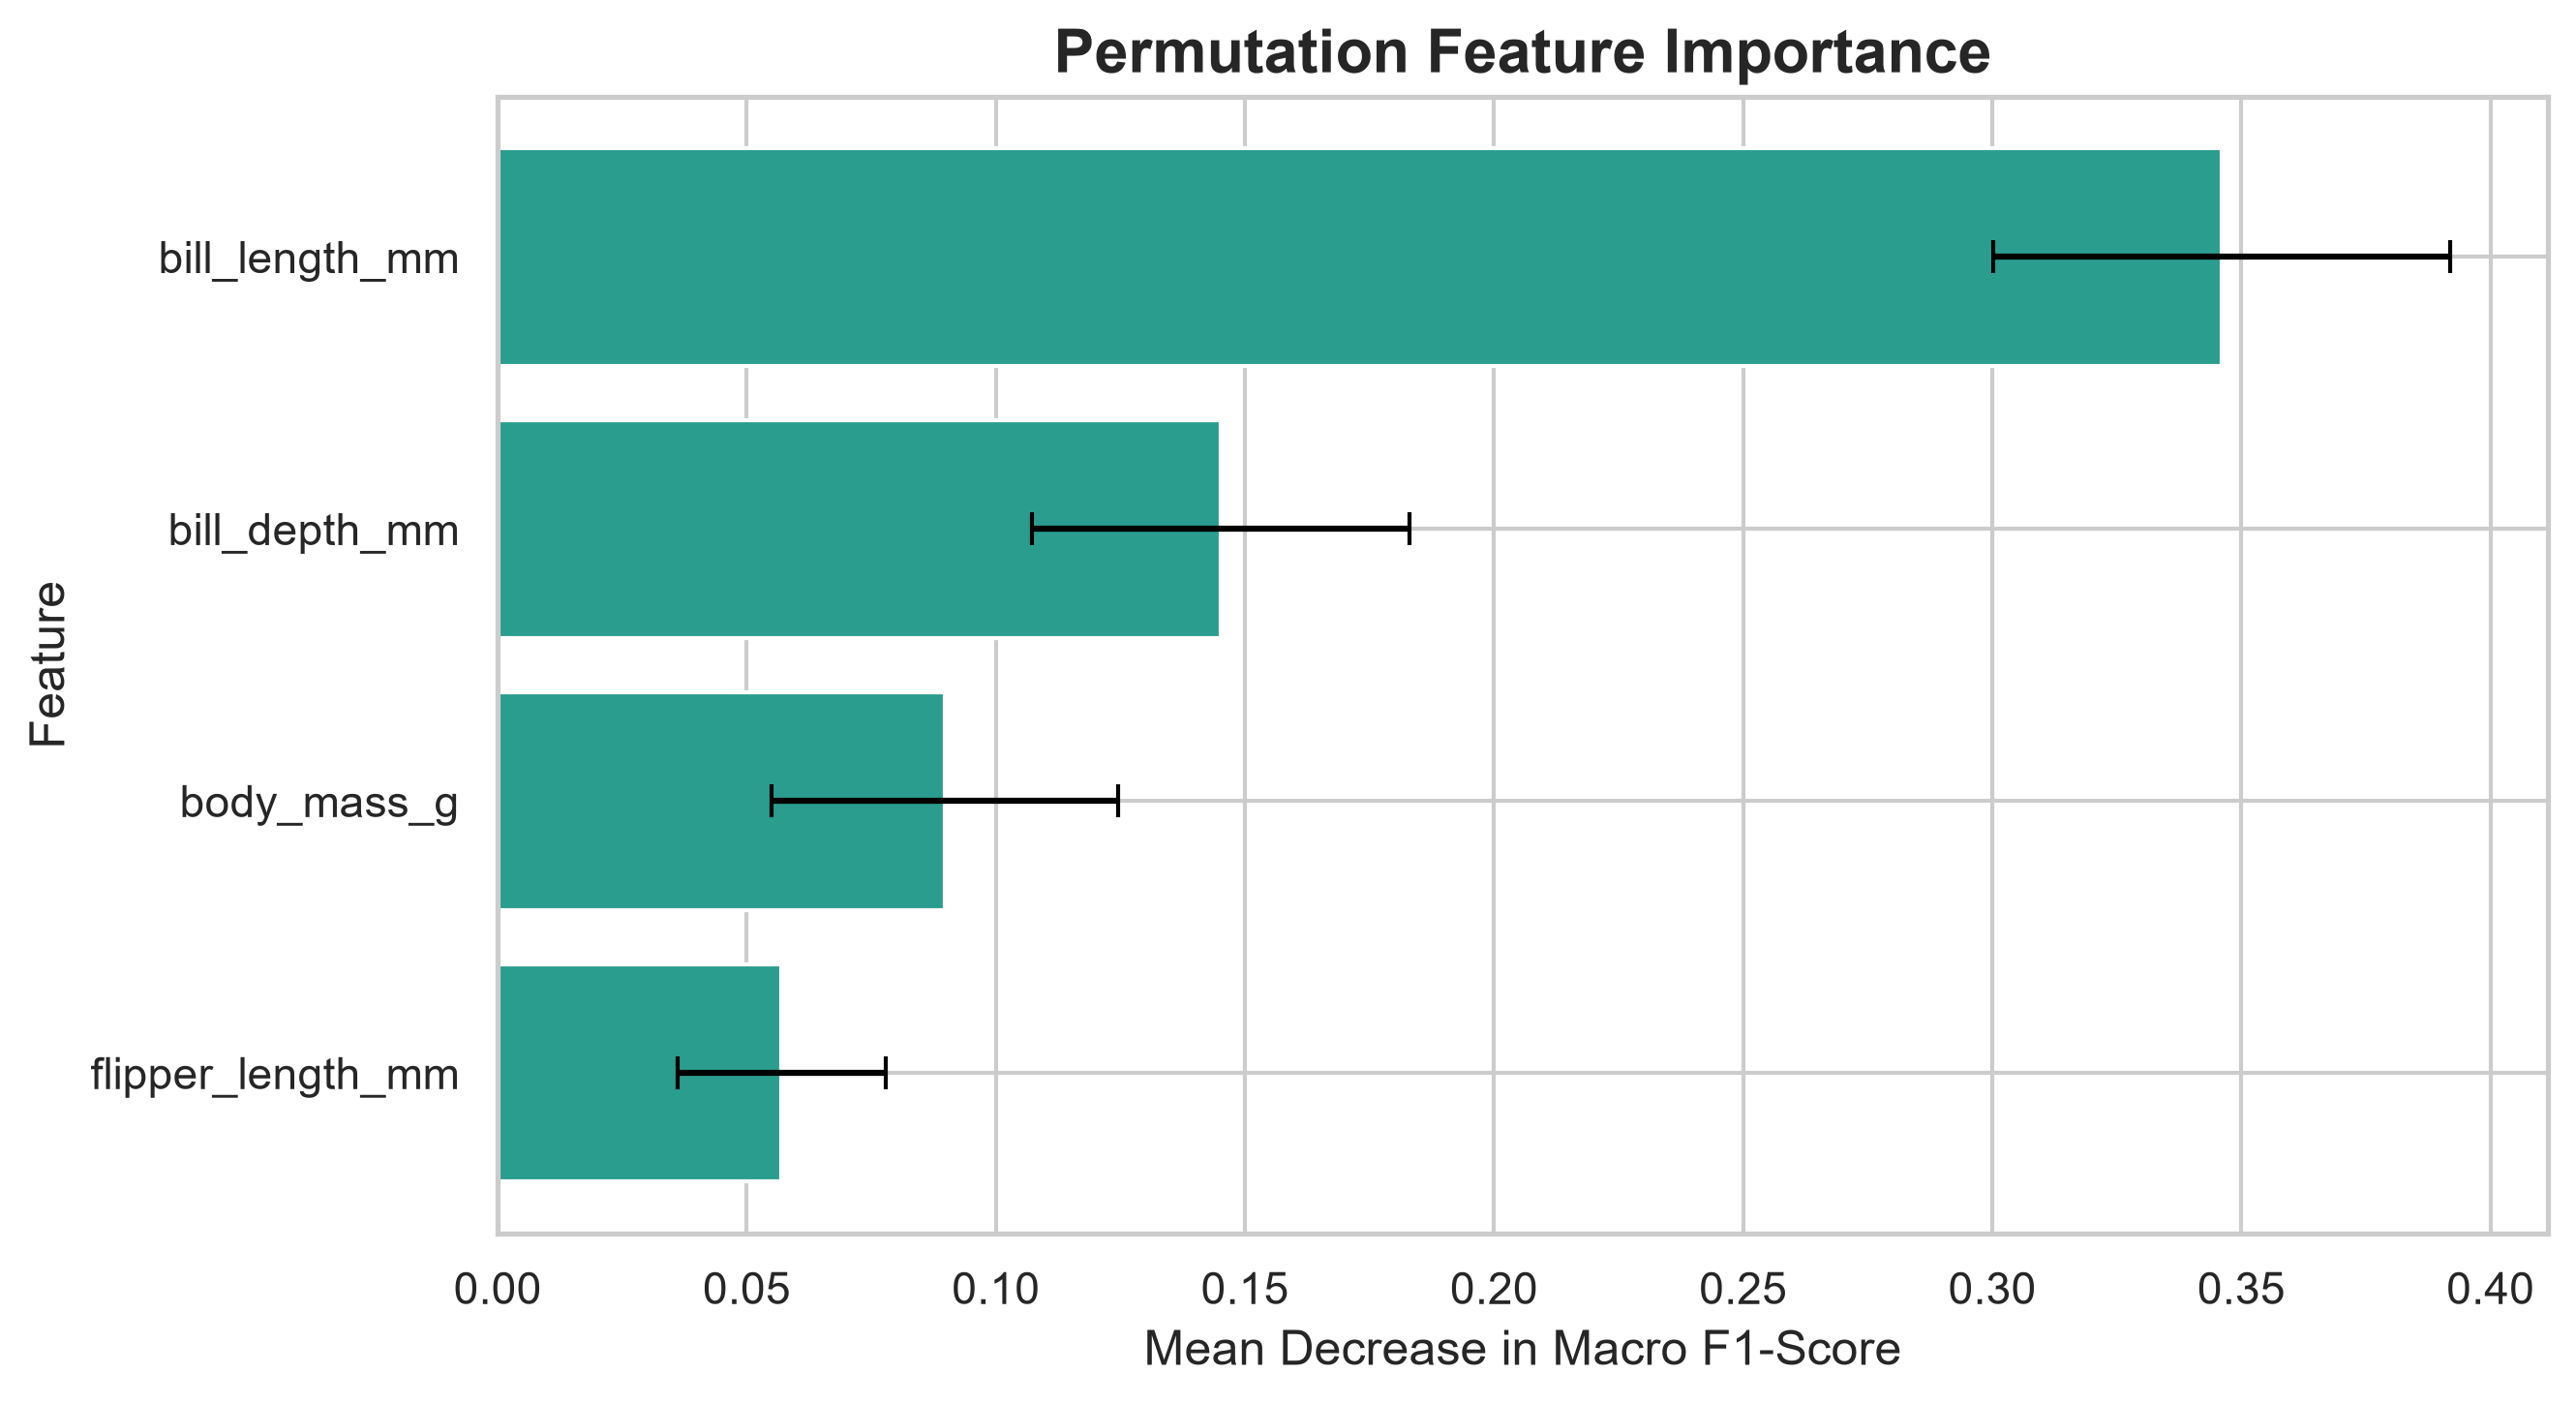 Permutation Feature Importance
Feature
bill_length_mm
bill_depth_mm
body_mass_g
flipper_length_mm
0.00 0.05 0.10 0.15 0.20 0.25 0.30 0.35 0.40
Mean Decrease in Macro F1-Score